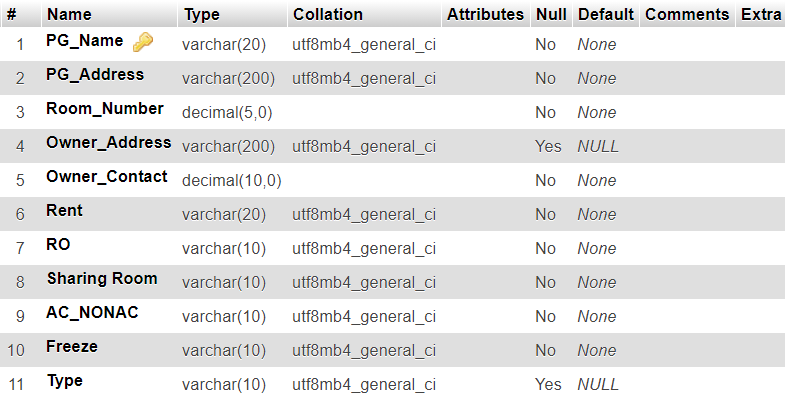 # Name Type Collation Attributes Null Default Comments Extra
1 PG_Name varchar(20) utf8mb4_general_ci No None
2 PG_Address varchar(200) utf8mb4_general_ci No None
3 Room_Number decimal(5,0) No None
4 Owner_Address varchar(200) utf8mb4_general_ci Yes NULL
5 Owner_Contact decimal(10,0) No None
6 Rent varchar(20) utf8mb4_general_ci No None
7 RO varchar(10) utf8mb4_general_ci No None
8 Sharing Room varchar(10) utf8mb4_general_ci No None
9 AC_NONAC varchar(10) utf8mb4_general_ci No None
10 Freeze varchar(10) utf8mb4_general_ci No None
11 Type varchar(10) utf8mb4_general_ci Yes NULL